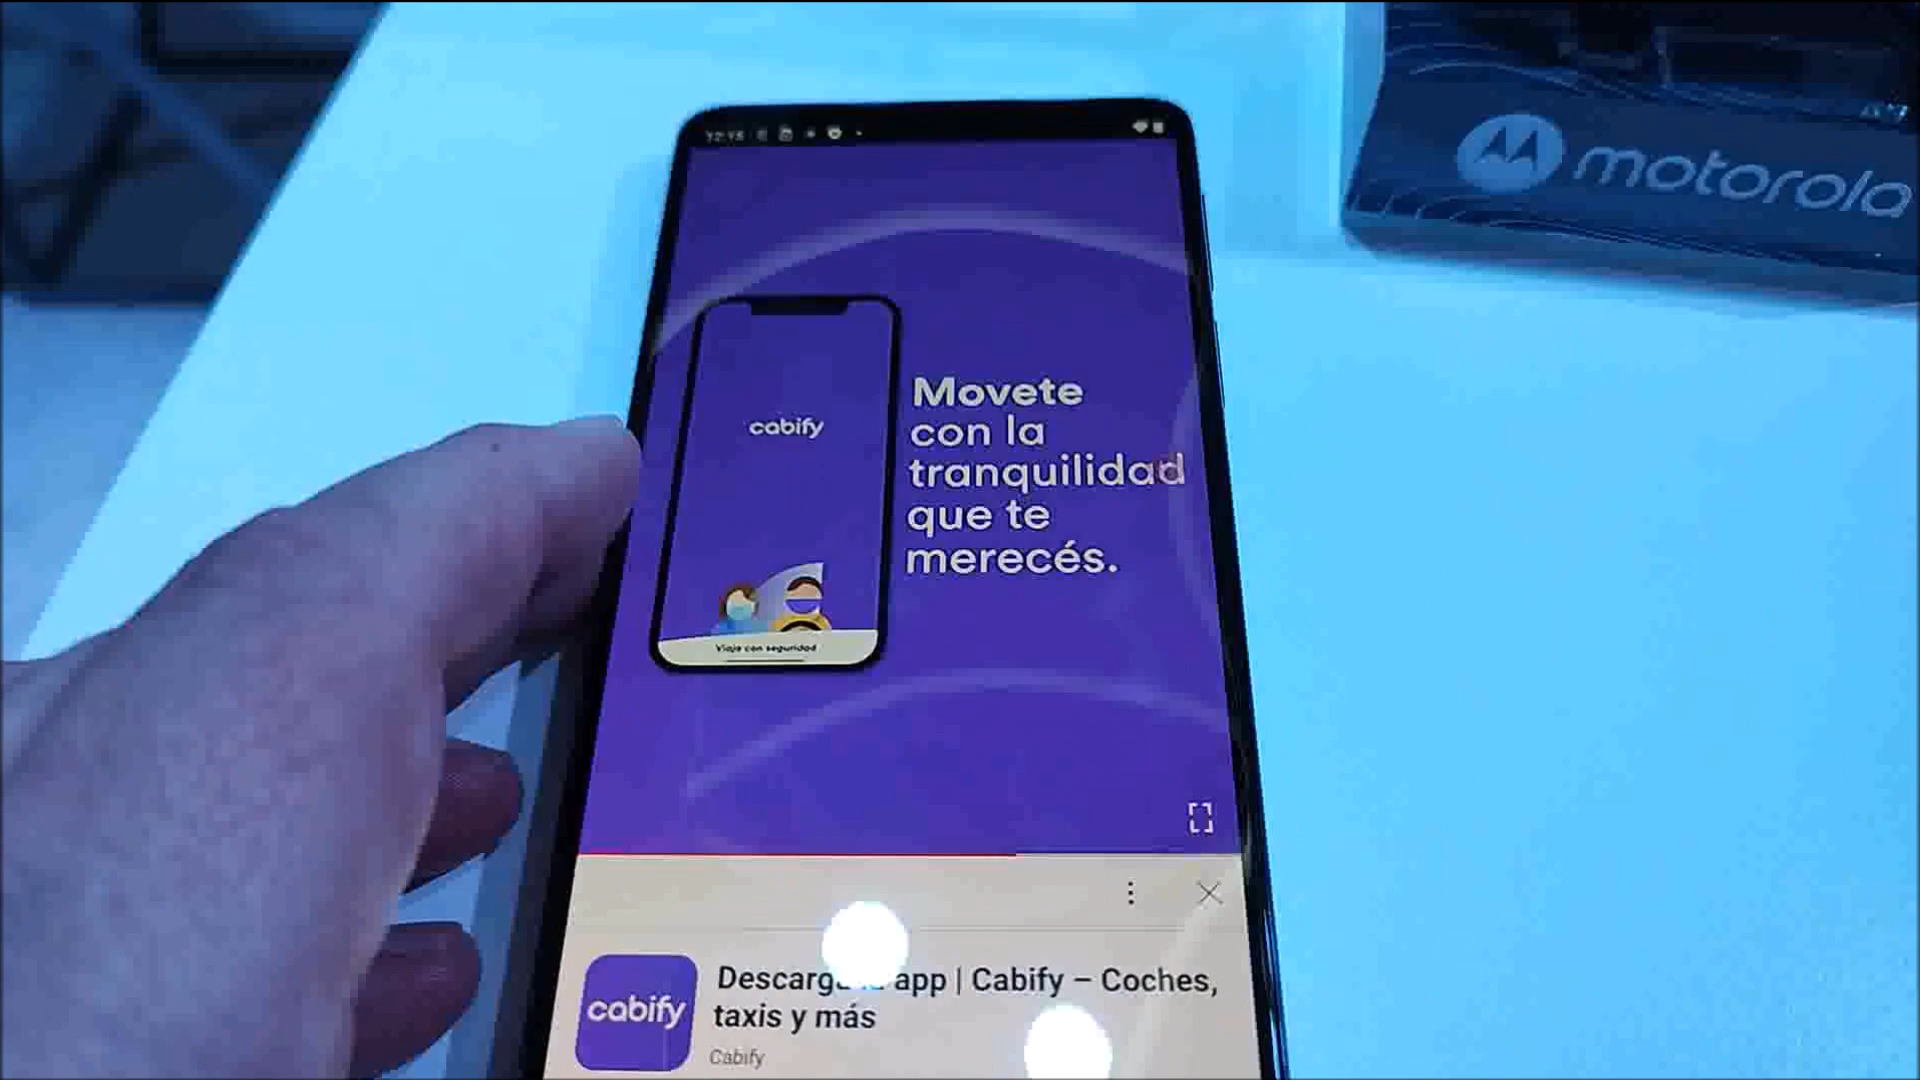 motorola
cabify
Movete
con la
tranquilidad
que te
merecés.
Viaja con seguridad
cabify
Descarga app | Cabify – Coches,
taxis y más
Cabify